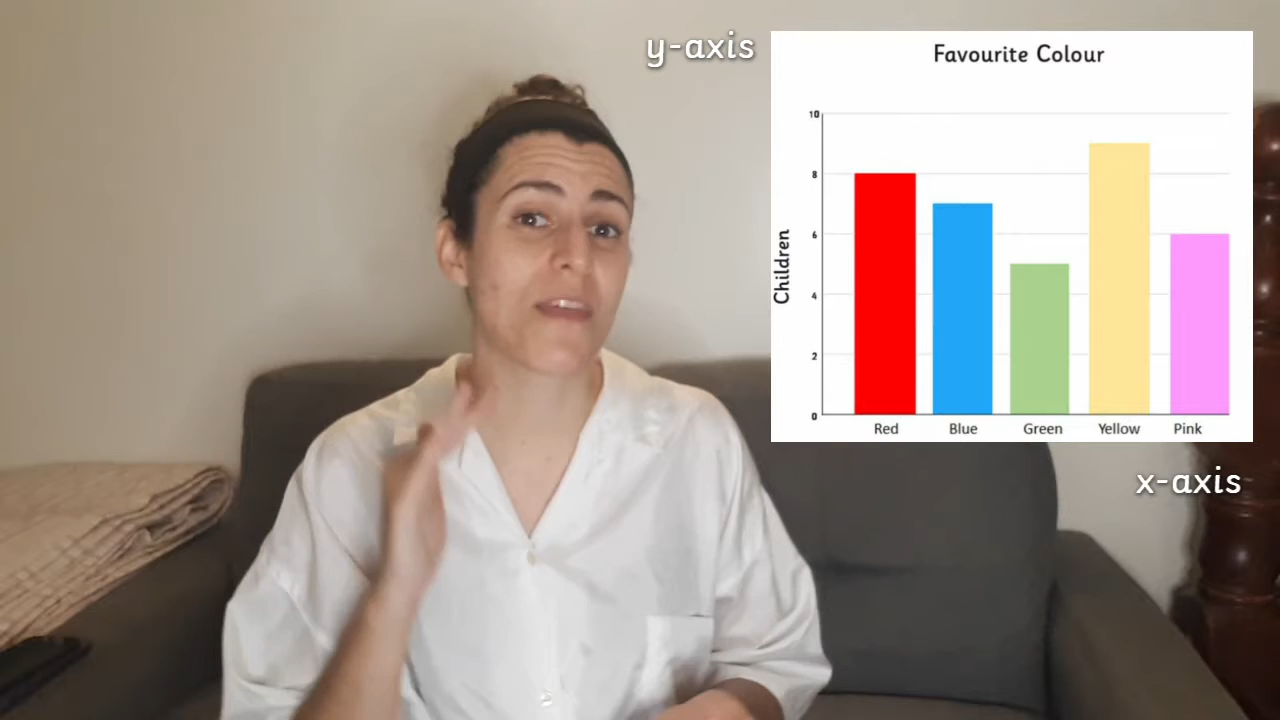 y-axis
Favourite Colour
10
8
6
4
2
0
Children
Red Blue Green Yellow Pink
x-axis